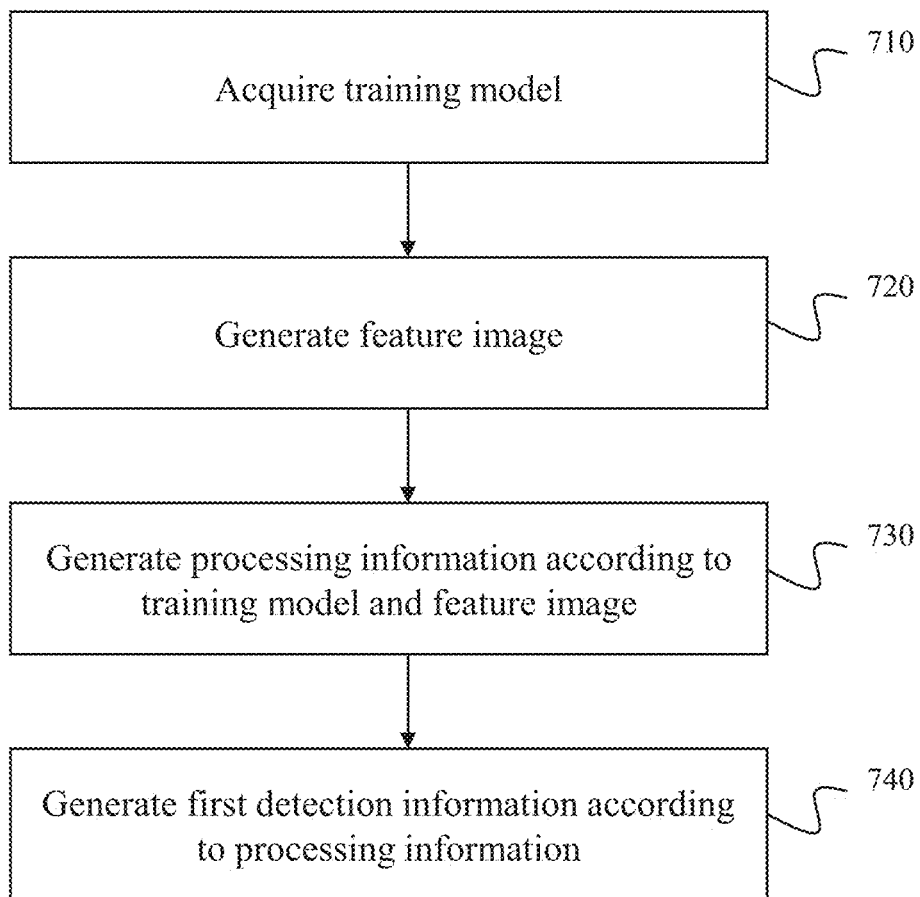 Acquire training model
710
Generate feature image
720
Generate processing information according to
training model and feature image
730
Generate first detection information according
to processing information
740